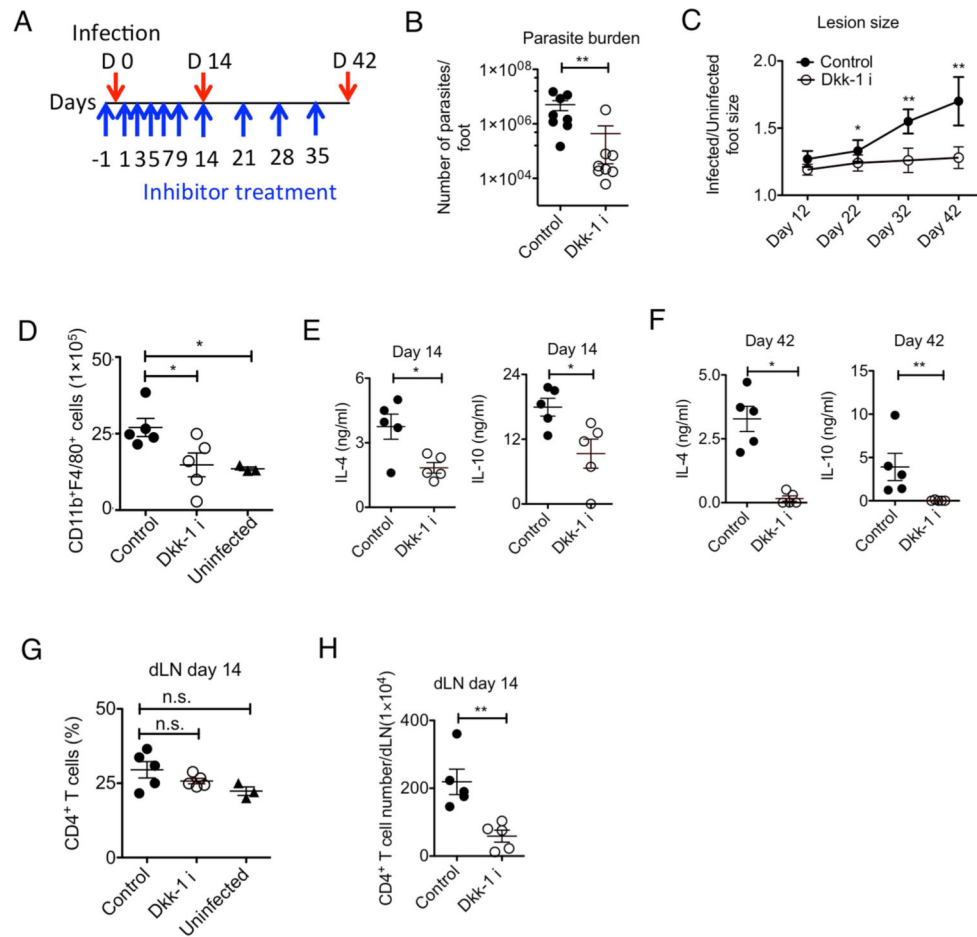 A
Infection
D 0
D 14
D 42
Days
-1 1 3 5 7 9 14 21 28 35
Inhibitor treatment
B
Parasite burden
**
Number of parasites/
foot
1×10⁰⁸
1×10⁰⁶
1×10⁰⁴
Control
Dkk-1 i
C
Lesion size
Control
Dkk-1 i
**
**
*
Infected/Uninfected
foot size
2.0
1.5
1.0
Day 12
Day 22
Day 32
Day 42
D
CD11b⁺F4/80⁺ cells (1×10⁵)
50
25
0
*
*
Control
Dkk-1 i
Uninfected
E
Day 14
*
IL-4 (ng/ml)
6
4
2
0
Control
Dkk-1 i
Day 14
*
IL-10 (ng/ml)
24
12
0
Control
Dkk-1 i
F
Day 42
*
IL-4 (ng/ml)
5.0
2.5
0.0
Control
Dkk-1 i
Day 42
**
IL-10 (ng/ml)
15
10
5
0
Control
Dkk-1 i
G
dLN day 14
n.s.
n.s.
CD4⁺ T cells (%)
50
25
0
Control
Dkk-1 i
Uninfected
H
dLN day 14
**
CD4⁺ T cell number/dLN(1×10⁴)
400
200
0
Control
Dkk-1 i